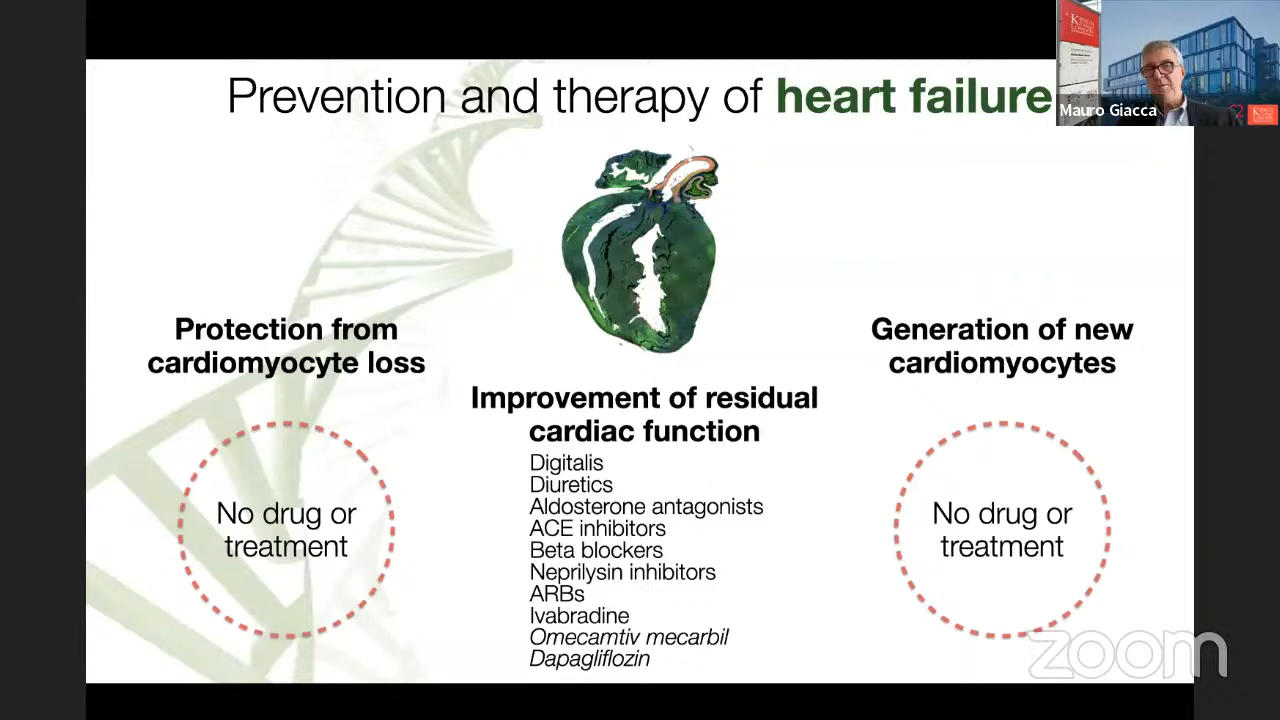 Prevention and therapy of heart failure
KING'S
LONDON
Mauro Giacca
Protection from
cardiomyocyte loss
Generation of new
cardiomyocytes
Improvement of residual
cardiac function
Digitalis
Diuretics
Aldosterone antagonists
ACE inhibitors
Beta blockers
Neprilysin inhibitors
ARBs
Ivabradine
Omecamtiv mecarbil
Dapagliflozin
No drug or
treatment
No drug or
treatment
zoom